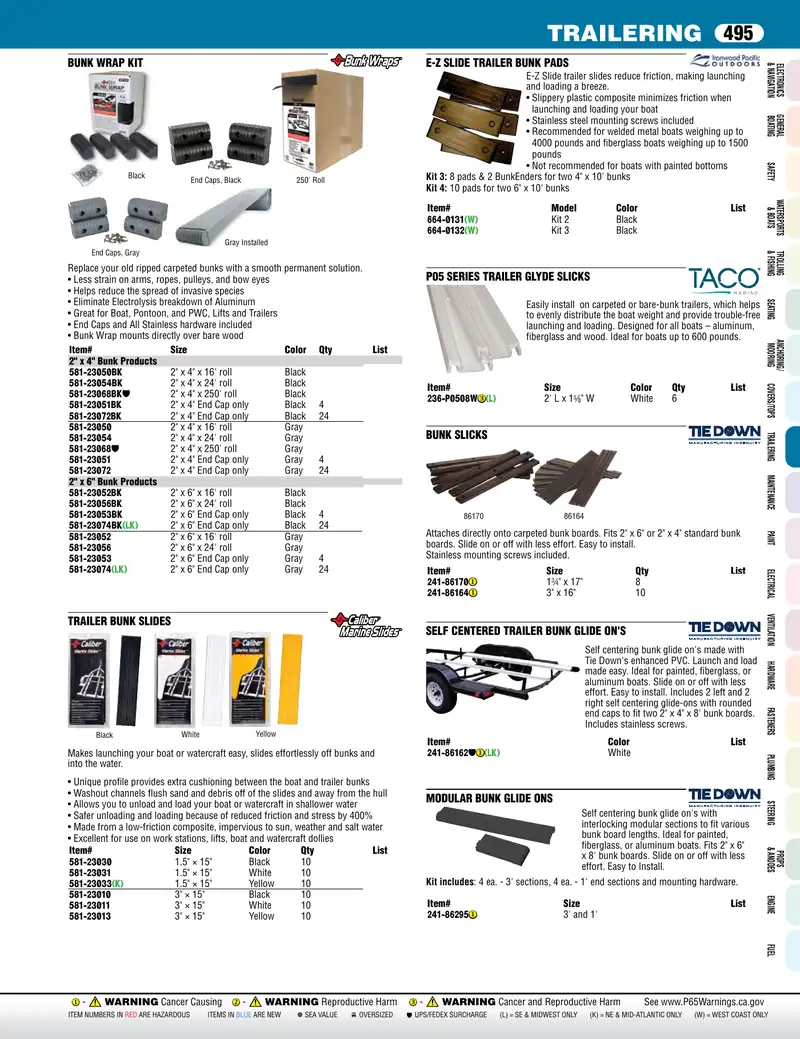 TRAILERING 495
BUNK WRAP KIT
Bunk Wraps
BUNK WRAP
Black
End Caps, Black
250' Roll
End Caps, Gray
Gray Installed
Replace your old ripped carpeted bunks with a smooth permanent solution.
• Less strain on arms, ropes, pulleys, and bow eyes
• Helps reduce the spread of invasive species
• Eliminate Electrolysis breakdown of Aluminum
• Great for Boat, Pontoon, and PWC, Lifts and Trailers
• End Caps and All Stainless hardware included
• Bunk Wrap mounts directly over bare wood
Item# Size Color Qty List
2" x 4" Bunk Products
581-23050BK 2" x 4" x 16' roll Black
581-23054BK 2" x 4" x 24' roll Black
581-23068BK 2" x 4" x 250' roll Black
581-23051BK 2" x 4" End Cap only Black 4
581-23072BK 2" x 4" End Cap only Black 24
581-23050 2" x 4" x 16' roll Gray
581-23054 2" x 4" x 24' roll Gray
581-23068 2" x 4" x 250' roll Gray
581-23051 2" x 4" End Cap only Gray 4
581-23072 2" x 4" End Cap only Gray 24
2" x 6" Bunk Products
581-23052BK 2" x 6" x 16' roll Black
581-23056BK 2" x 6" x 24' roll Black
581-23053BK 2" x 6" End Cap only Black 4
581-23074BK(LK) 2" x 6" End Cap only Black 24
581-23052 2" x 6" x 16' roll Gray
581-23056 2" x 6" x 24' roll Gray
581-23053 2" x 6" End Cap only Gray 4
581-23074(LK) 2" x 6" End Cap only Gray 24
TRAILER BUNK SLIDES
Caliber Marine Slides
Caliber
Caliber
Caliber
Black
White
Yellow
Makes launching your boat or watercraft easy, slides effortlessly off bunks and
into the water.
• Unique profile provides extra cushioning between the boat and trailer bunks
• Washout channels flush sand and debris off of the slides and away from the hull
• Allows you to unload and load your boat or watercraft in shallower water
• Safer unloading and loading because of reduced friction and stress by 400%
• Made from a low-friction composite, impervious to sun, weather and salt water
• Excellent for use on work stations, lifts, boat and watercraft dollies
Item# Size Color Qty List
581-23030 1.5" × 15" Black 10
581-23031 1.5" × 15" White 10
581-23033(K) 1.5" × 15" Yellow 10
581-23010 3" × 15" Black 10
581-23011 3" × 15" White 10
581-23013 3" × 15" Yellow 10
E-Z SLIDE TRAILER BUNK PADS
Ironwood Pacific
OUTDOORS
E-Z Slide trailer slides reduce friction, making launching
and loading a breeze.
• Slippery plastic composite minimizes friction when
launching and loading your boat
• Stainless steel mounting screws included
• Recommended for welded metal boats weighing up to
4000 pounds and fiberglass boats weighing up to 1500
pounds
• Not recommended for boats with painted bottoms
Kit 3: 8 pads & 2 BunkEnders for two 4" x 10' bunks
Kit 4: 10 pads for two 6" x 10' bunks
Item# Model Color List
664-0131(W) Kit 2 Black
664-0132(W) Kit 3 Black
P05 SERIES TRAILER GLYDE SLICKS
TACO
MARINE
Easily install on carpeted or bare-bunk trailers, which helps
to evenly distribute the boat weight and provide trouble-free
launching and loading. Designed for all boats – aluminum,
fiberglass and wood. Ideal for boats up to 600 pounds.
Item# Size Color Qty List
236-P0508W3(L) 2' L x 1⅛" W White 6
BUNK SLICKS
TIE DOWN
MANUFACTURING INGENUITY
86170
86164
Attaches directly onto carpeted bunk boards. Fits 2" x 6" or 2" x 4" standard bunk
boards. Slide on or off with less effort. Easy to install.
Stainless mounting screws included.
Item# Size Qty List
241-86170 1 1¾" x 17" 8
241-86164 1 3" x 16" 10
SELF CENTERED TRAILER BUNK GLIDE ON'S
TIE DOWN
MANUFACTURING INGENUITY
Self centering bunk glide on's made with
Tie Down's enhanced PVC. Launch and load
made easy. Ideal for painted, fiberglass, or
aluminum boats. Slide on or off with less
effort. Easy to install. Includes 2 left and 2
right self centering glide-ons with rounded
end caps to fit two 2" x 4" x 8' bunk boards.
Includes stainless screws.
Item# Color List
241-86162 1(LK) White
MODULAR BUNK GLIDE ONS
TIE DOWN
MANUFACTURING INGENUITY
Self centering bunk glide on's with
interlocking modular sections to fit various
bunk board lengths. Ideal for painted,
fiberglass, or aluminum boats. Fits 2" x 6"
x 8' bunk boards. Slide on or off with less
effort. Easy to Install.
Kit includes: 4 ea. - 3' sections, 4 ea. - 1' end sections and mounting hardware.
Item# Size List
241-86295 1 3' and 1'
ELECTRONICS
& NAVIGATION
GENERAL
BOATING
SAFETY
WATERSPORTS
& BOATS
TROLLING
& FISHING
SEATING
ANCHORING/
MOORING
COVERS/TOPS
TRAILERING
MAINTENANCE
PAINT
ELECTRICAL
VENTILATION
HARDWARE
FASTENERS
PLUMBING
STEERING
PROPS
& ANODES
ENGINE
FUEL
1 - WARNING Cancer Causing 2 - WARNING Reproductive Harm 3 - WARNING Cancer and Reproductive Harm See www.P65Warnings.ca.gov
ITEM NUMBERS IN RED ARE HAZARDOUS ITEMS IN BLUE ARE NEW SEA VALUE OVERSIZED UPS/FEDEX SURCHARGE (L) = SE & MIDWEST ONLY (K) = NE & MID-ATLANTIC ONLY (W) = WEST COAST ONLY